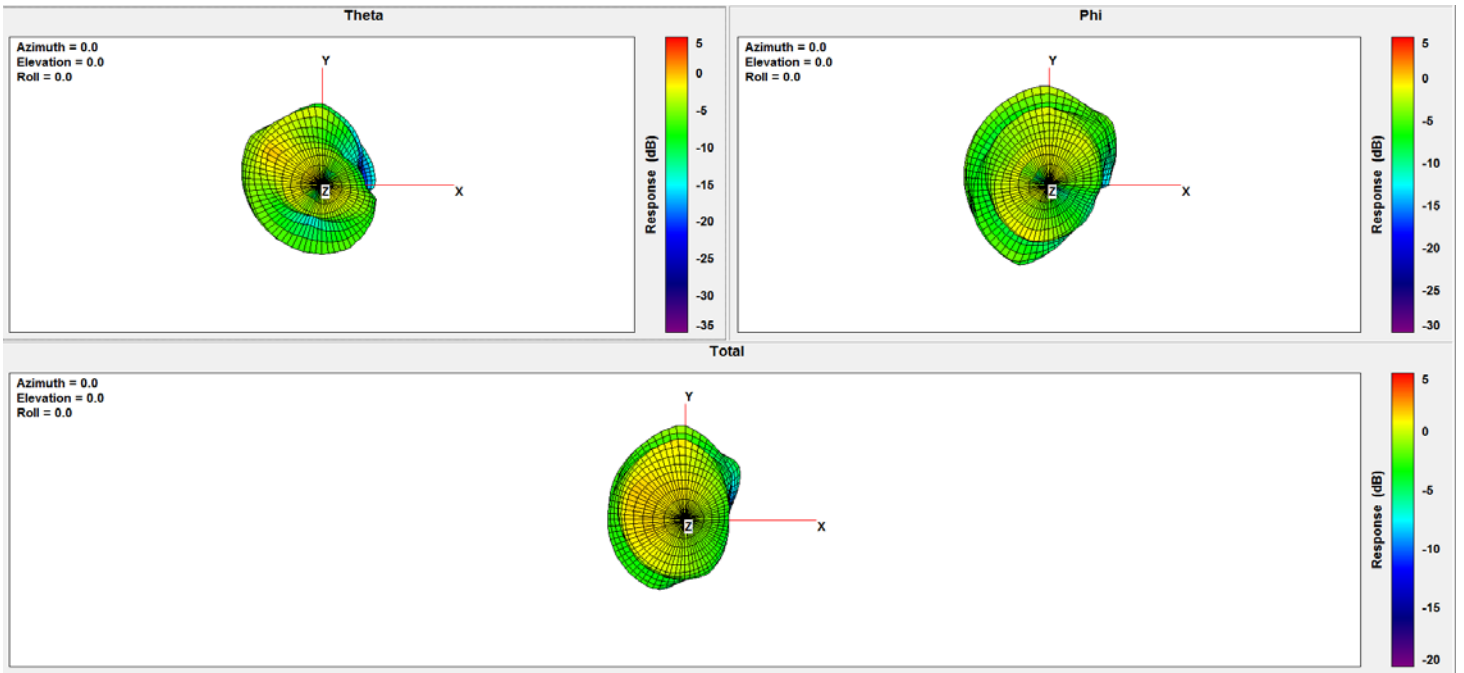 Theta
Azimuth = 0.0
Elevation = 0.0
Roll = 0.0
Y
X
Z
Response (dB)
5
0
-5
-10
-15
-20
-25
-30
-35
Phi
Azimuth = 0.0
Elevation = 0.0
Roll = 0.0
Y
X
Z
Response (dB)
5
0
-5
-10
-15
-20
-25
-30
Total
Azimuth = 0.0
Elevation = 0.0
Roll = 0.0
Y
X
Z
Response (dB)
5
0
-5
-10
-15
-20